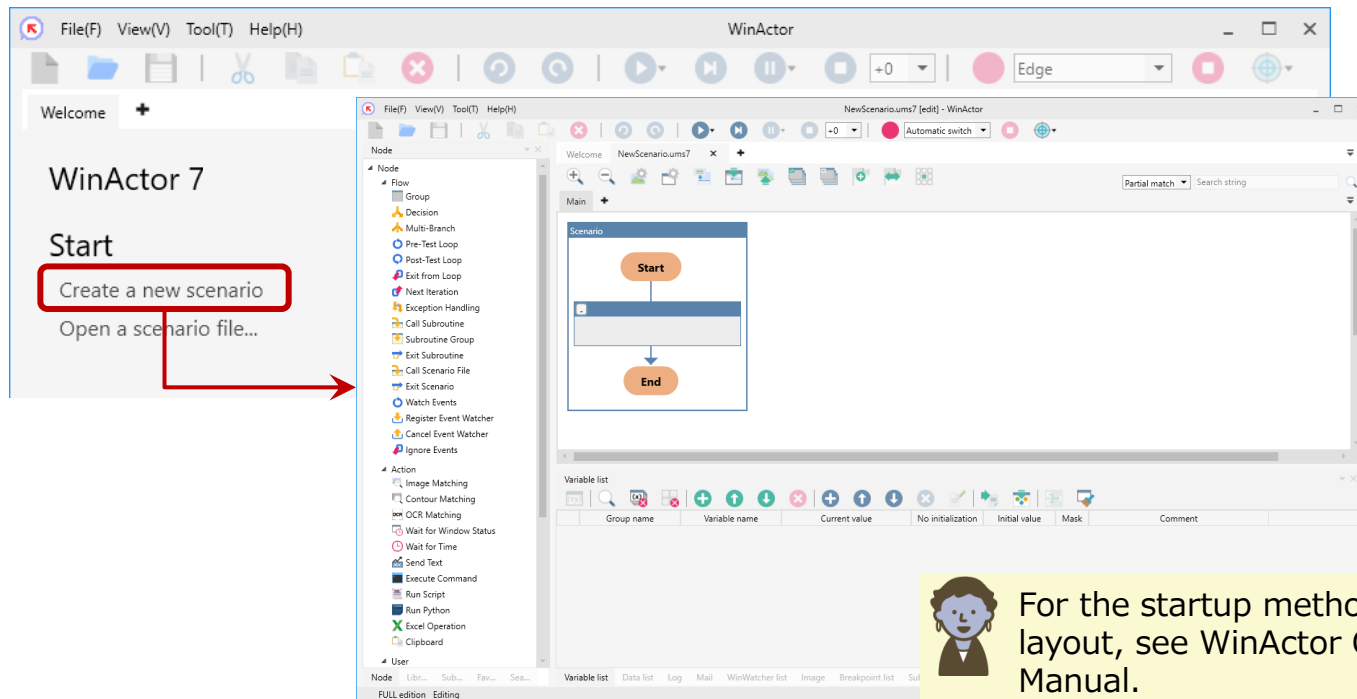 File(F) View(V) Tool(T) Help(H) WinActor
+0 Edge
Welcome
WinActor 7
Start
Create a new scenario
Open a scenario file...
File(F) View(V) Tool(T) Help(H) NewScenario.ums7 [edit] - WinActor
+0 Automatic switch
Node
Node
Flow
Group
Decision
Multi-Branch
Pre-Test Loop
Post-Test Loop
Exit from Loop
Next Iteration
Exception Handling
Call Subroutine
Subroutine Group
Exit Subroutine
Call Scenario File
Exit Scenario
Watch Events
Register Event Watcher
Cancel Event Watcher
Ignore Events
Action
Image Matching
Contour Matching
OCR Matching
Wait for Window Status
Wait for Time
Send Text
Execute Command
Run Script
Run Python
Excel Operation
Clipboard
User
Node Libr... Sub... Fav... Sea...
FULL edition Editing
Welcome NewScenario.ums7
Partial match Search string
Main
Scenario
Start
End
Variable list
Group name Variable name Current value No initialization Initial value Mask Comment
Variable list Data list Log Mail WinWatcher list Image Breakpoint list
For the startup metho
layout, see WinActor
Manual.